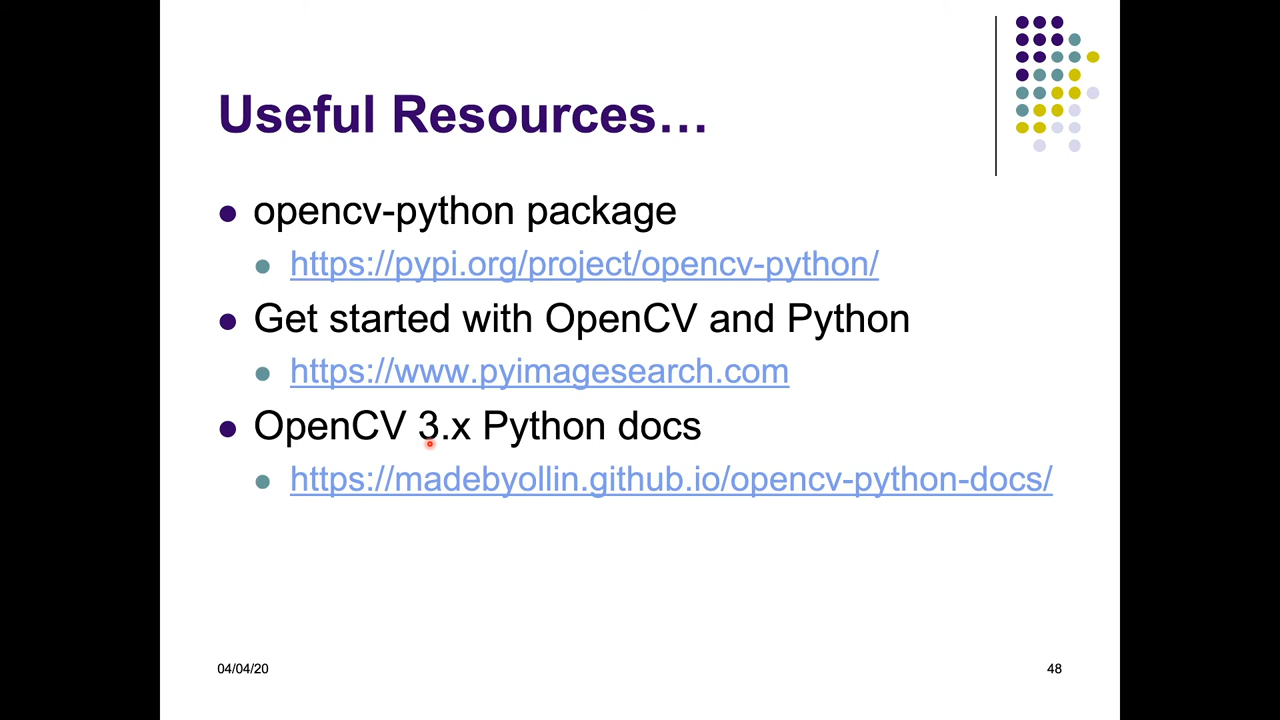 Useful Resources…
opencv-python package
https://pypi.org/project/opencv-python/
Get started with OpenCV and Python
https://www.pyimagesearch.com
OpenCV 3.x Python docs
https://madebyollin.github.io/opencv-python-docs/
04/04/20
48